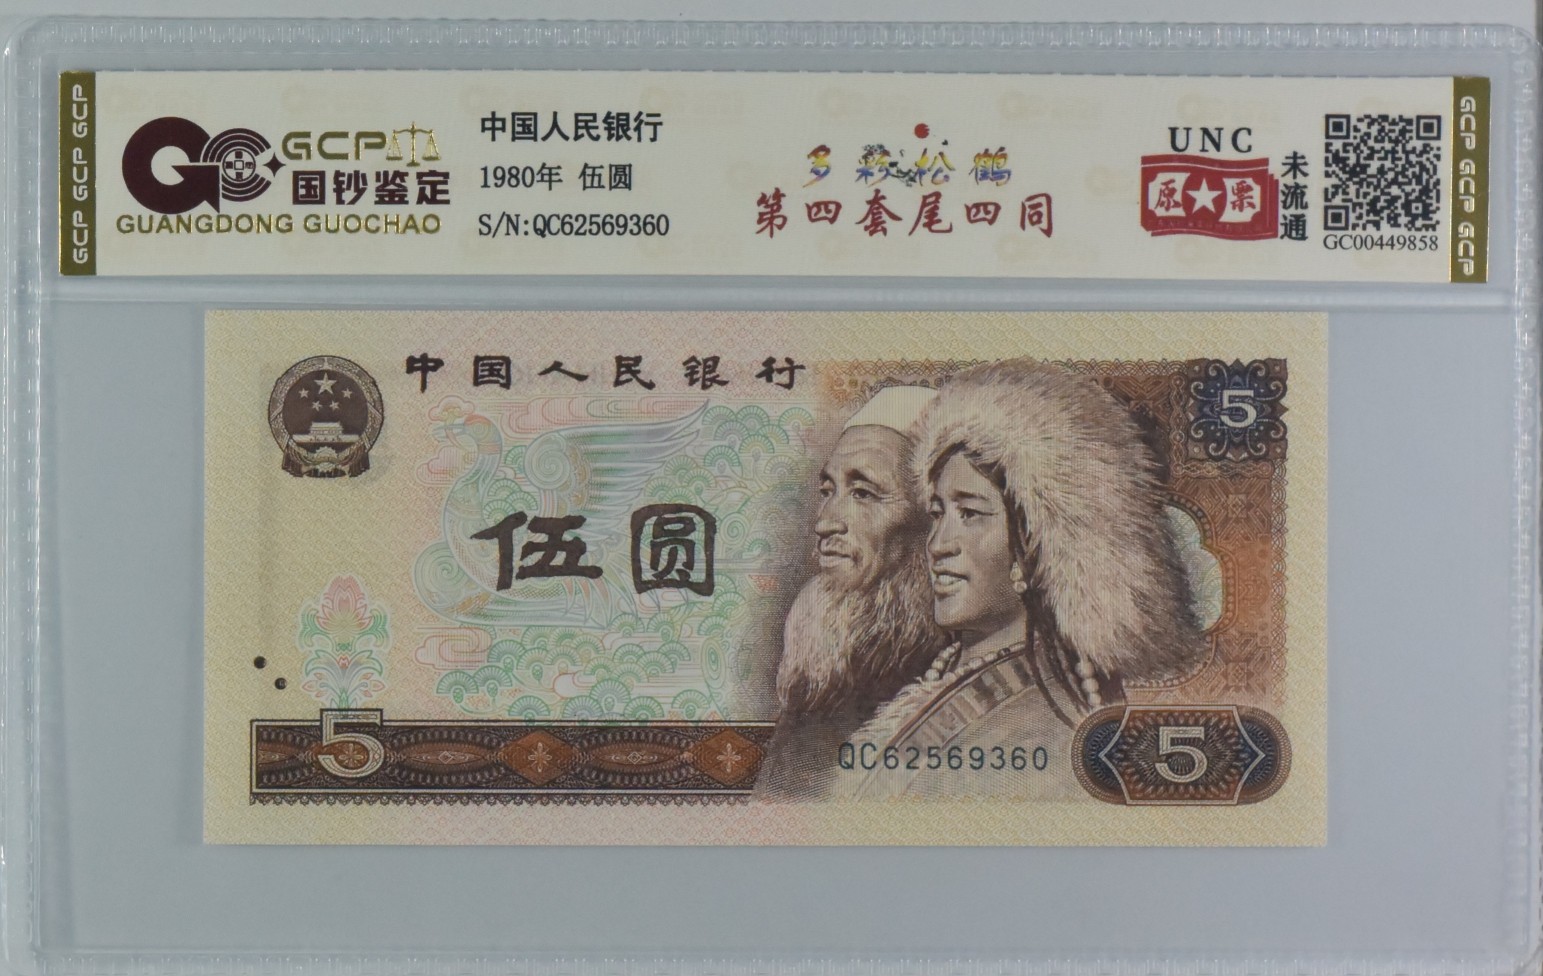 GCP GCP GCP
GCP
国钞鉴定
GUANGDONG GUOCHAO
中国人民银行
1980年 伍圆
S/N:QC62569360
多彩松鹤
第四套尾四同
UNC
原★票
未流通
GC00449858
GCP GCP GCP
中国人民银行
5
伍圆
5
QC62569360
5